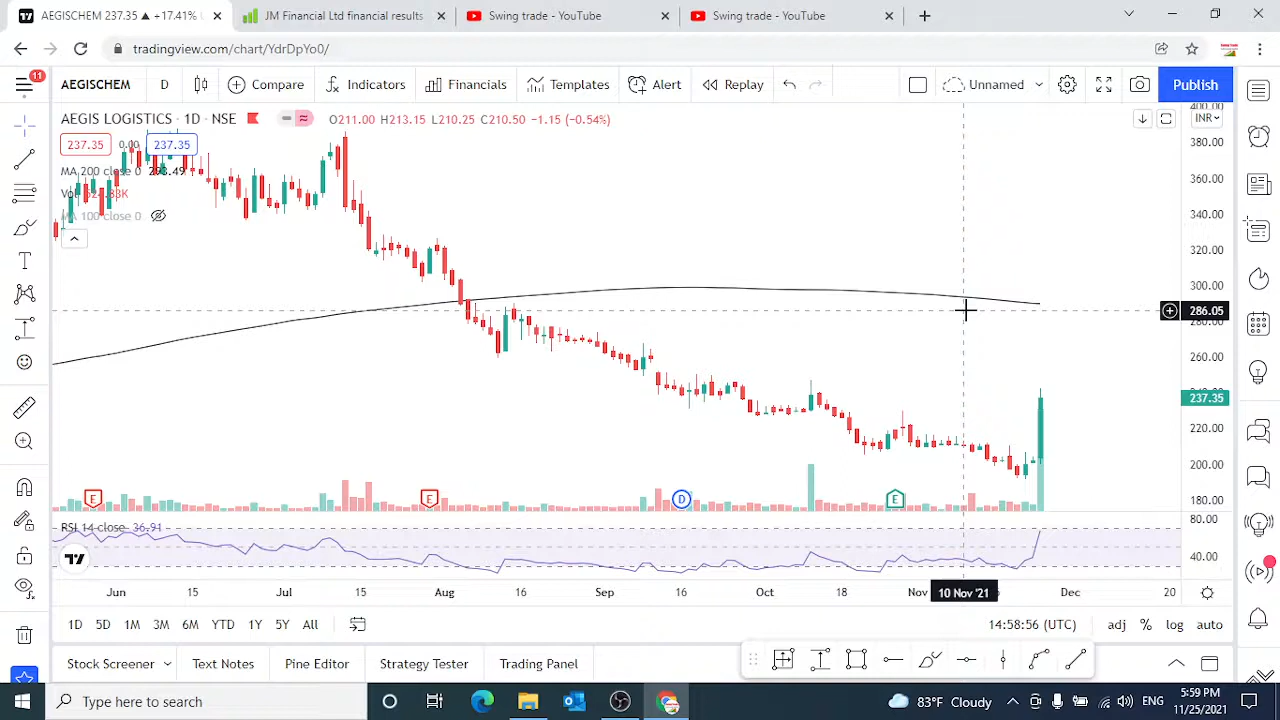 AEGISCHEM 237.35 ▲ +17.41%
JM Financial Ltd financial results
Swing trade - YouTube
Swing trade - YouTube
tradingview.com/chart/YdrDpYo0/
11
AEGISCHEM
D
Compare
Indicators
Financials
Templates
Alert
Replay
Unnamed
Publish
AEGIS LOGISTICS · 1D · NSE
O211.00 H213.15 L210.25 C210.50 −1.15 (−0.54%)
INR
237.35 0.00 237.35
MA 200 close 0
MA 100 close 0
400.00
380.00
360.00
340.00
320.00
300.00
286.05
280.00
260.00
237.35
220.00
200.00
180.00
E E D E
RSI 14 close 36.91
80.00
40.00
Jun 15 Jul 15 Aug 16 Sep 16 Oct 18 Nov 10 Nov '21 Dec 20
1D 5D 1M 3M 6M YTD 1Y 5Y All
14:58:56 (UTC) adj % log auto
Stock Screener Text Notes Pine Editor Strategy Tester Trading Panel
Type here to search
83°F Cloudy
ENG
5:59 PM
11/25/2021